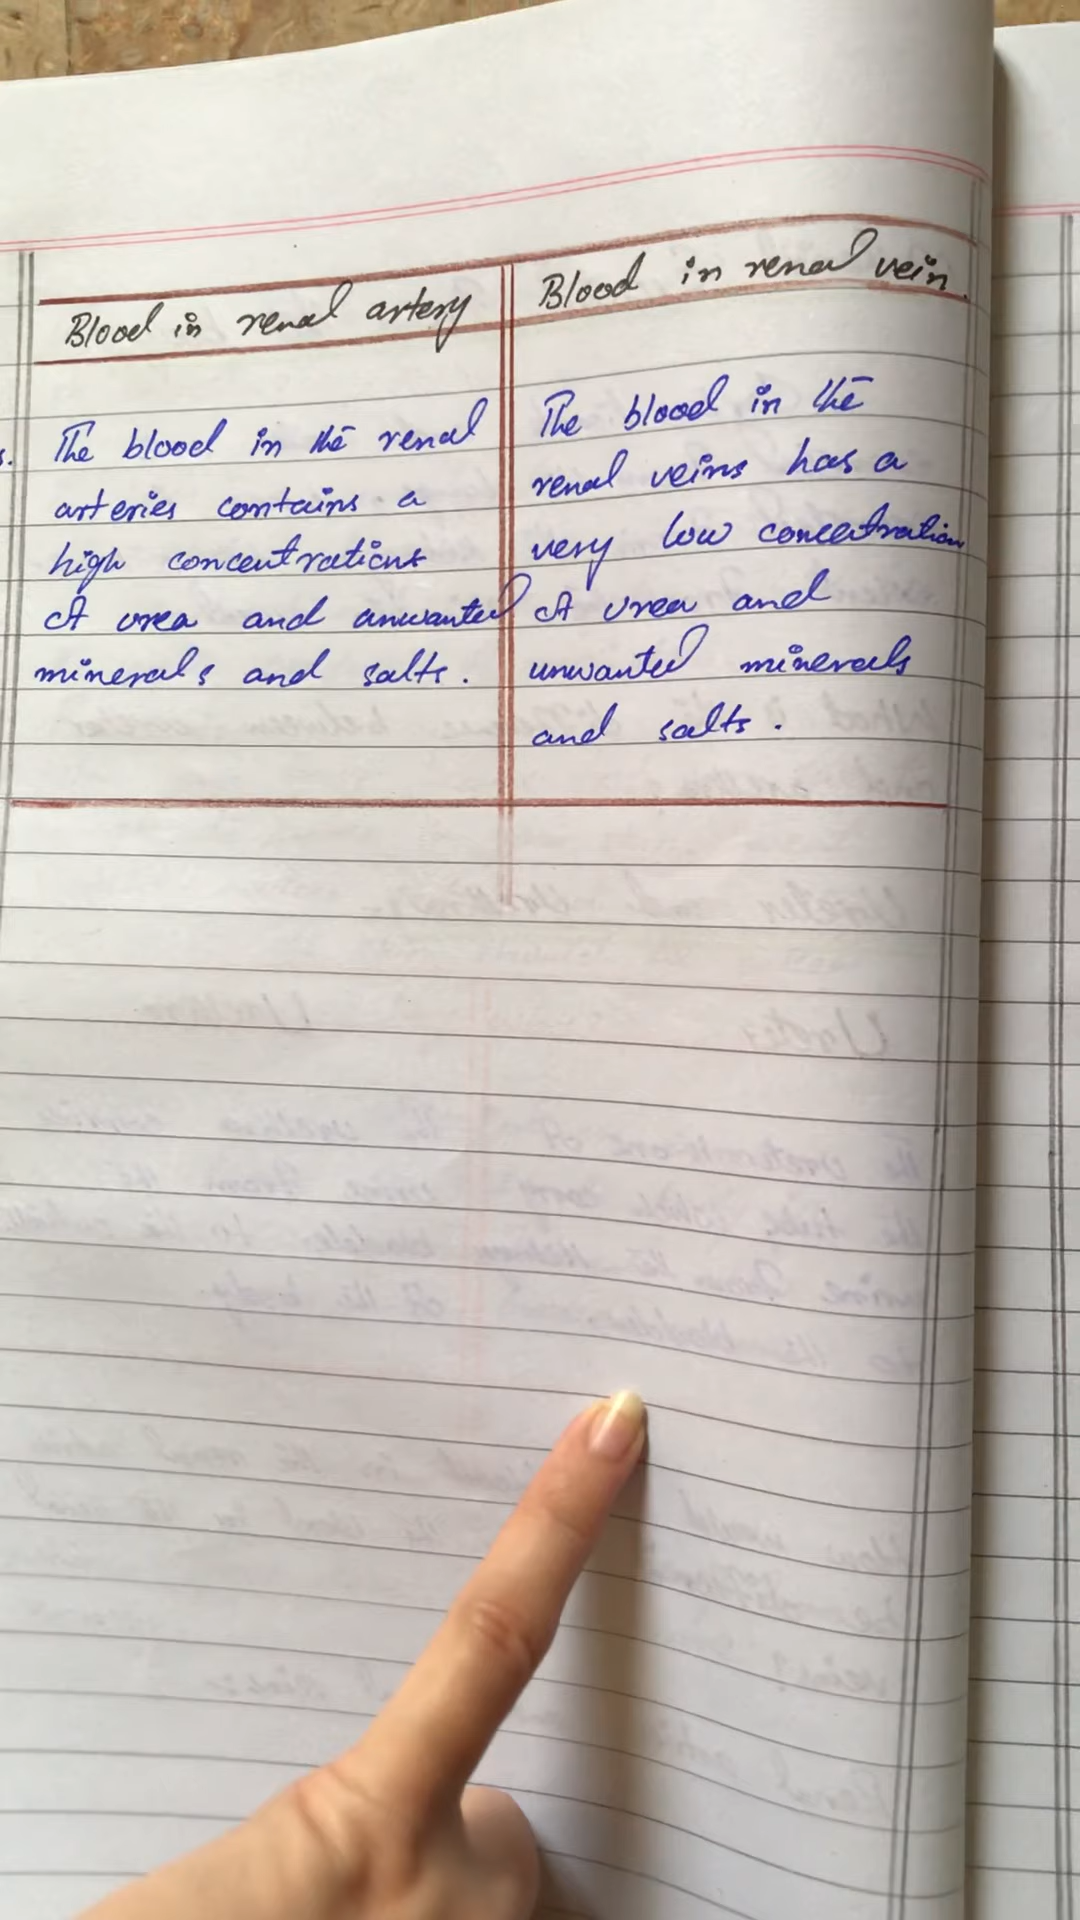 Blood in renal artery
The blood in the renal
arteries contains a
high concentrations
of urea and anwanted
minerals and salts.
Blood in renal vein.
The blood in the
renal veins has a
very low concentration
of urea and
unwanted minerals
and salts.